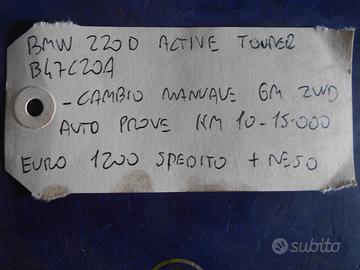 BMW 220D ACTIVE TOURER
B47C20A
- CAMBIO MANUALE 6M 2WD
AUTO PROVE KM 10-15.000
EURO 1200 SPEDITO + RESO
subito